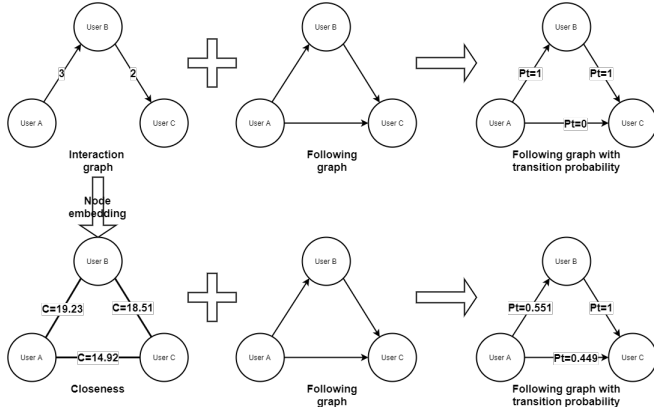 User B
User B
User B
3
2
Pt=1
Pt=1
User A
User C
User A
User C
User A
Pt=0
User C
Interaction
graph
Following
graph
Following graph with
transition probability
Node
embedding
User B
User B
User B
C=19.23
C=18.51
Pt=0.551
Pt=1
User A
C=14.92
User C
User A
User C
User A
Pt=0.449
User C
Closeness
Following
graph
Following graph with
transition probability